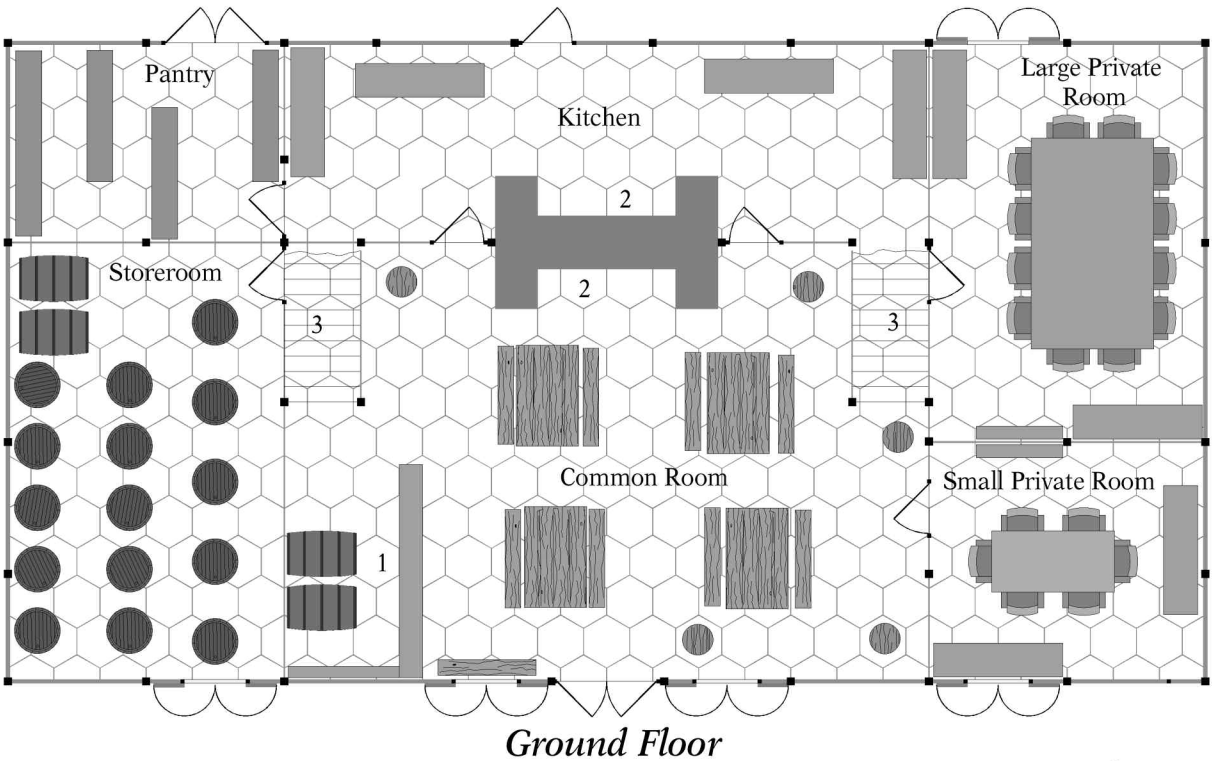 Pantry
Kitchen
Large Private
Room
2
Storeroom
2
3
3
Common Room
Small Private Room
1
Ground Floor